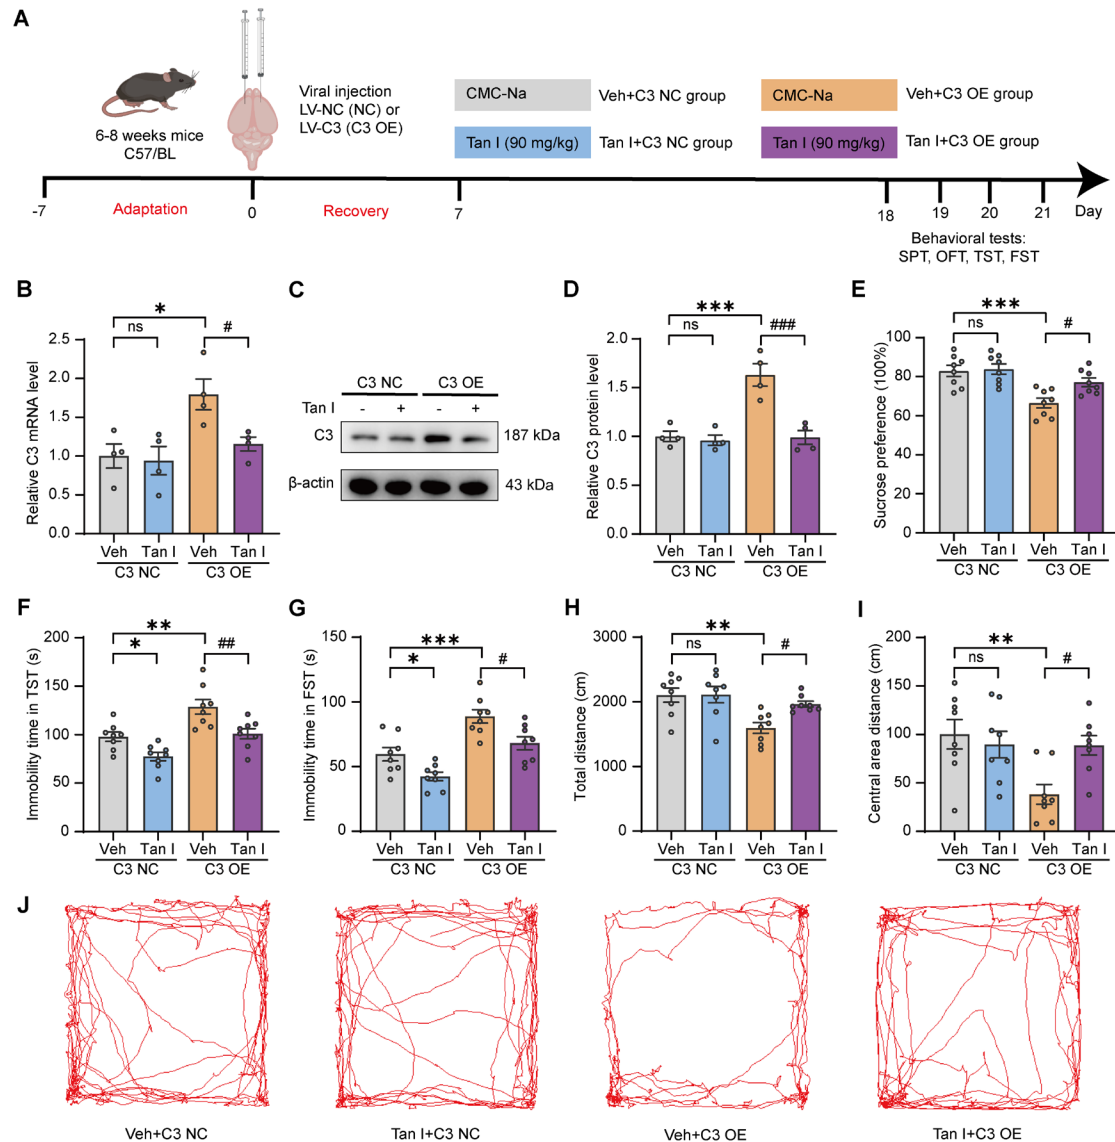 A
6-8 weeks mice
C57/BL
Viral injection
LV-NC (NC) or
LV-C3 (C3 OE)
CMC-Na Veh+C3 NC group
CMC-Na Veh+C3 OE group
Tan I (90 mg/kg) Tan I+C3 NC group
Tan I (90 mg/kg) Tan I+C3 OE group
Adaptation Recovery
-7 0 7 18 19 20 21 Day
Behavioral tests:
SPT, OFT, TST, FST
B
Relative C3 mRNA level
2.5
2.0
1.5
1.0
0.5
0.0
*
ns #
Veh Tan I Veh Tan I
C3 NC C3 OE
C
C3 NC C3 OE
Tan I - + - +
C3 187 kDa
β-actin 43 kDa
D
Relative C3 protein level
2.0
1.5
1.0
0.5
0.0
***
ns ###
Veh Tan I Veh Tan I
C3 NC C3 OE
E
Sucrose preference (100%)
100
80
60
40
20
0
***
ns #
Veh Tan I Veh Tan I
C3 NC C3 OE
F
Immobility time in TST (s)
200
150
100
50
0
**
* ##
Veh Tan I Veh Tan I
C3 NC C3 OE
G
Immobility time in FST (s)
150
100
50
0
***
* #
Veh Tan I Veh Tan I
C3 NC C3 OE
H
Total distance (cm)
3000
2000
1000
0
**
ns #
Veh Tan I Veh Tan I
C3 NC C3 OE
I
Central area distance (cm)
200
150
100
50
0
**
ns #
Veh Tan I Veh Tan I
C3 NC C3 OE
J
Veh+C3 NC Tan I+C3 NC Veh+C3 OE Tan I+C3 OE